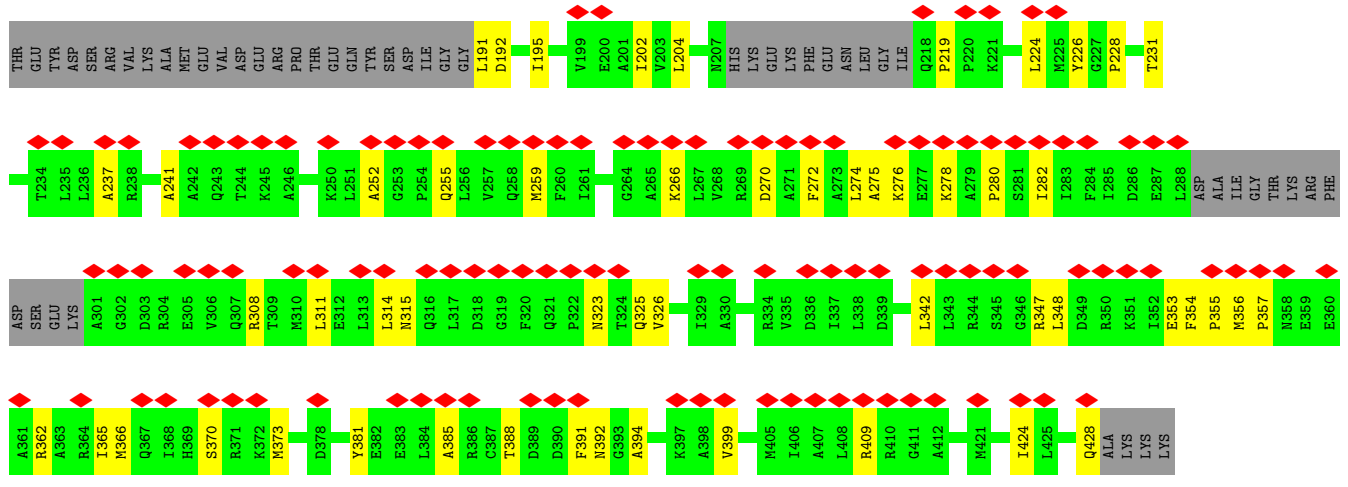 THR GLU TYR ASP SER ARG VAL LYS ALA MET GLU VAL ASP GLU ARG PRO THR GLU GLN TYR SER ASP ILE GLY GLY L191 D192 I195 V199 E200 A201 I202 V203 L204 N207 HIS LYS GLU LYS PHE GLU ASN LEU GLY ILE Q218 P219 P220 K221 L224 M225 Y226 G227 P228 T231
T234 L235 L236 A237 R238 A241 A242 Q243 T244 K245 A246 K250 L251 A252 G253 P254 Q255 L256 V257 Q258 M259 F260 I261 G264 A265 K266 L267 V268 R269 D270 A271 F272 A273 L274 A275 K276 E277 K278 A279 P280 S281 I282 I283 F284 I285 D286 E287 L288 ASP ALA ILE GLY THR LYS ARG PHE
ASP SER GLU LYS A301 G302 D303 R304 E305 V306 Q307 R308 T309 M310 L311 E312 L313 L314 N315 Q316 L317 D318 G319 F320 Q321 P322 N323 T324 Q325 V326 I329 A330 R334 V335 D336 I337 L338 D339 L342 L343 R344 S345 G346 R347 L348 D349 R350 K351 I352 E353 F354 P355 M356 P357 N358 E359 E360
A361 R362 A363 R364 I365 M366 Q367 I368 H369 S370 R371 K372 M373 D378 Y381 E382 E383 L384 A385 R386 C387 T388 D389 D390 F391 N392 G393 A394 K397 A398 V399 M405 I406 A407 L408 R409 R410 G411 A412 M421 I424 L425 Q428 ALA LYS LYS LYS